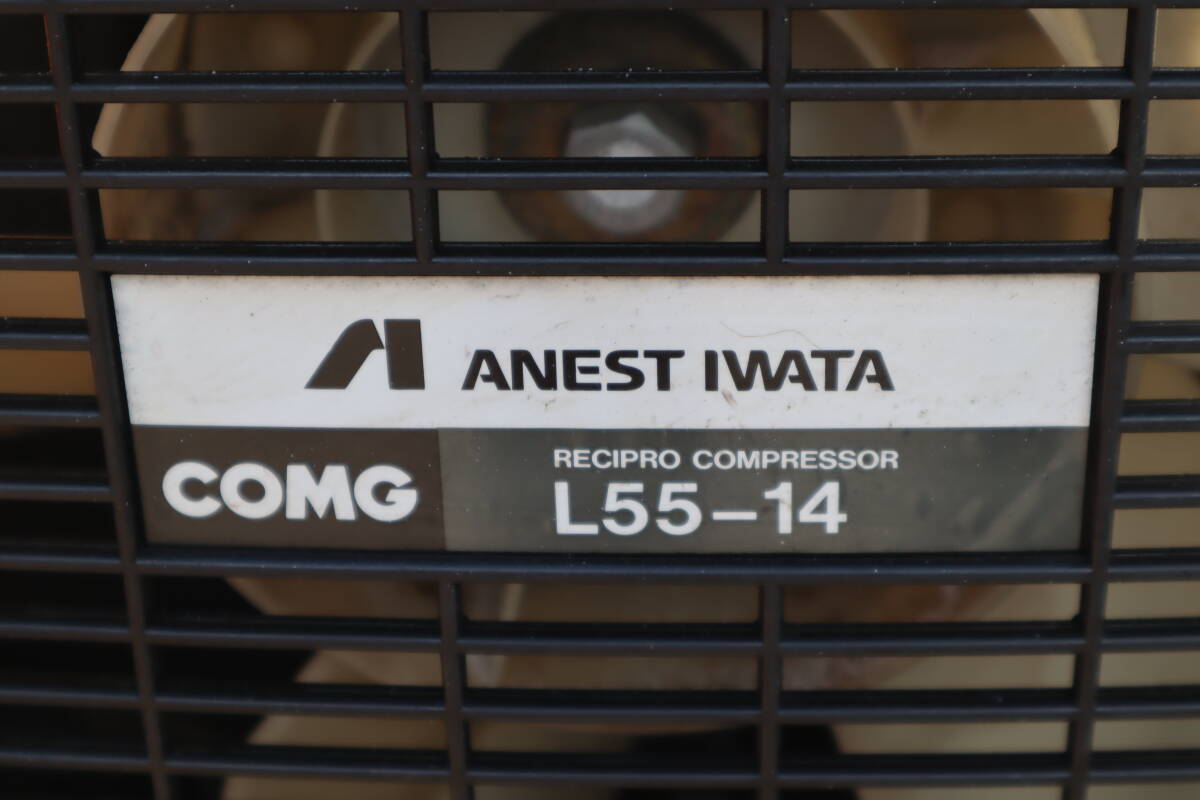 ANEST IWATA
COMG
RECIPRO COMPRESSOR
L55-14